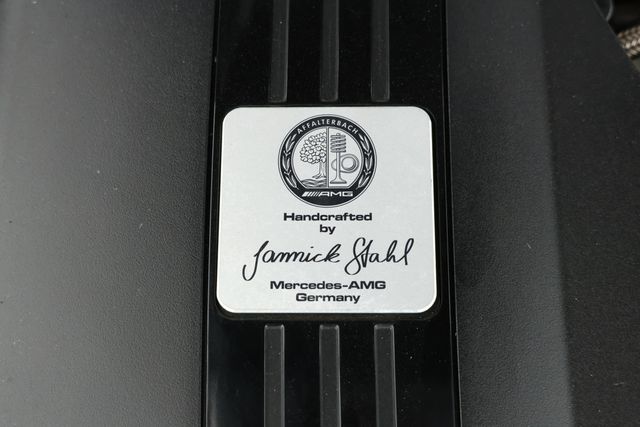 AFFALTERBACH
AMG
Handcrafted
by
Jannick Stahl
Mercedes-AMG
Germany